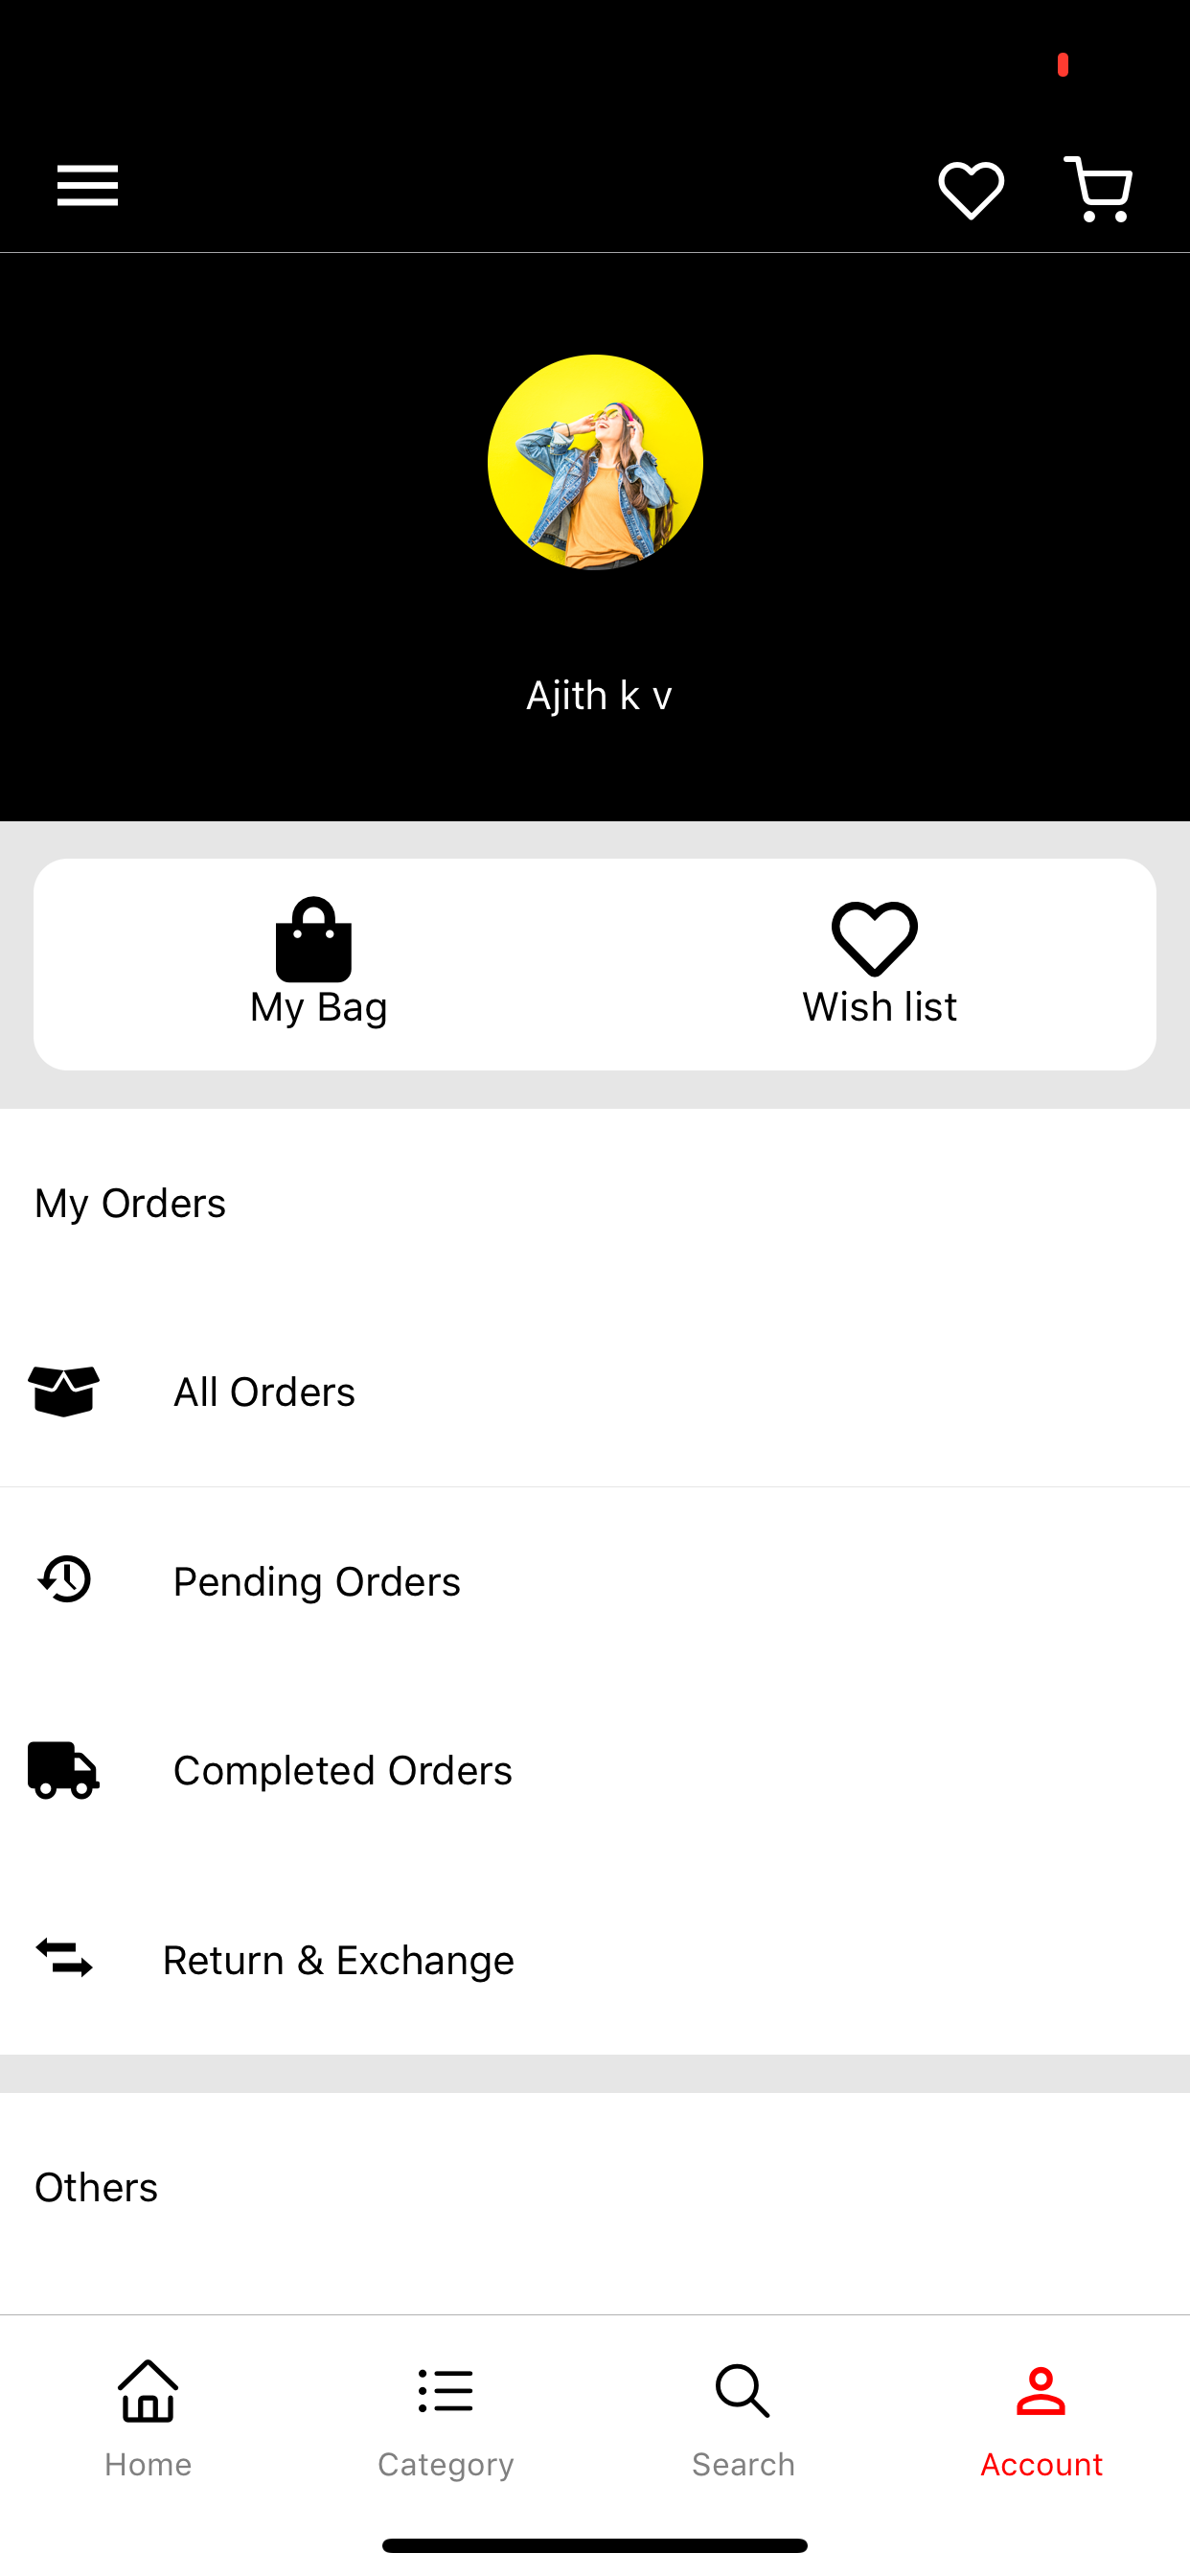 Ajith k v
My Bag
Wish list
My Orders
All Orders
Pending Orders
Completed Orders
Return & Exchange
Others
Home
Category
Search
Account